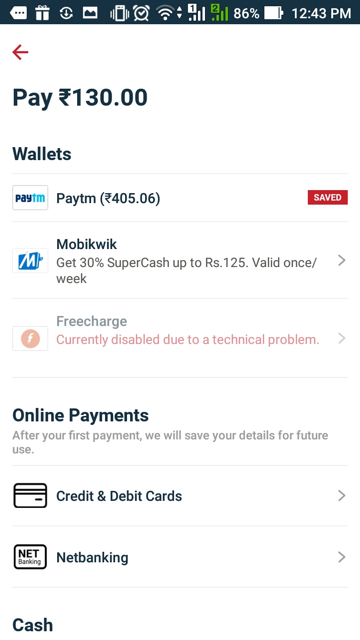 1 2 86% 12:43 PM
Pay ₹130.00
Wallets
paytm Paytm (₹405.06) SAVED
Mobikwik
Get 30% SuperCash up to Rs.125. Valid once/
week
Freecharge
Currently disabled due to a technical problem.
Online Payments
After your first payment, we will save your details for future
use.
Credit & Debit Cards
NET
Banking
Netbanking
Cash